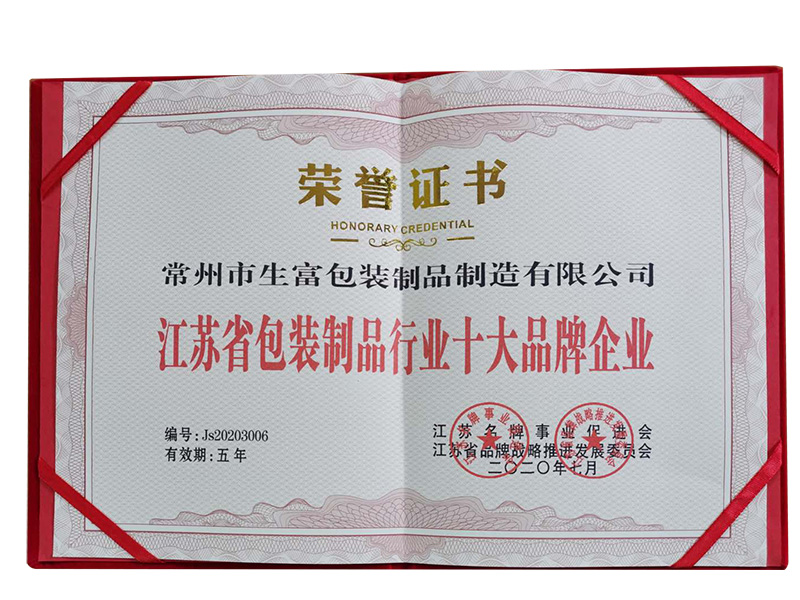 荣誉证书
HONORARY CREDENTIAL
常州市生富包装制品制造有限公司
江苏省包装制品行业十大品牌企业
编号:Js20203006
有效期:五年
江苏名牌事业促进会
江苏省品牌战略推进发展委员会
二〇二〇年七月